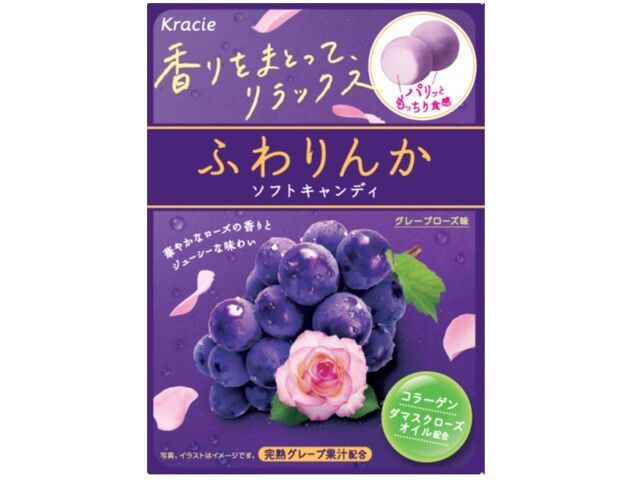 Kracie
香りをまとって、
リラックス
パリッと
もっちり食感
ふわりんか
ソフトキャンディ
グレープローズ味
華やかなローズの香りと
ジューシーな味わい
コラーゲン
ダマスクローズ
オイル配合
写真、イラストはイメージです。
完熟グレープ果汁配合